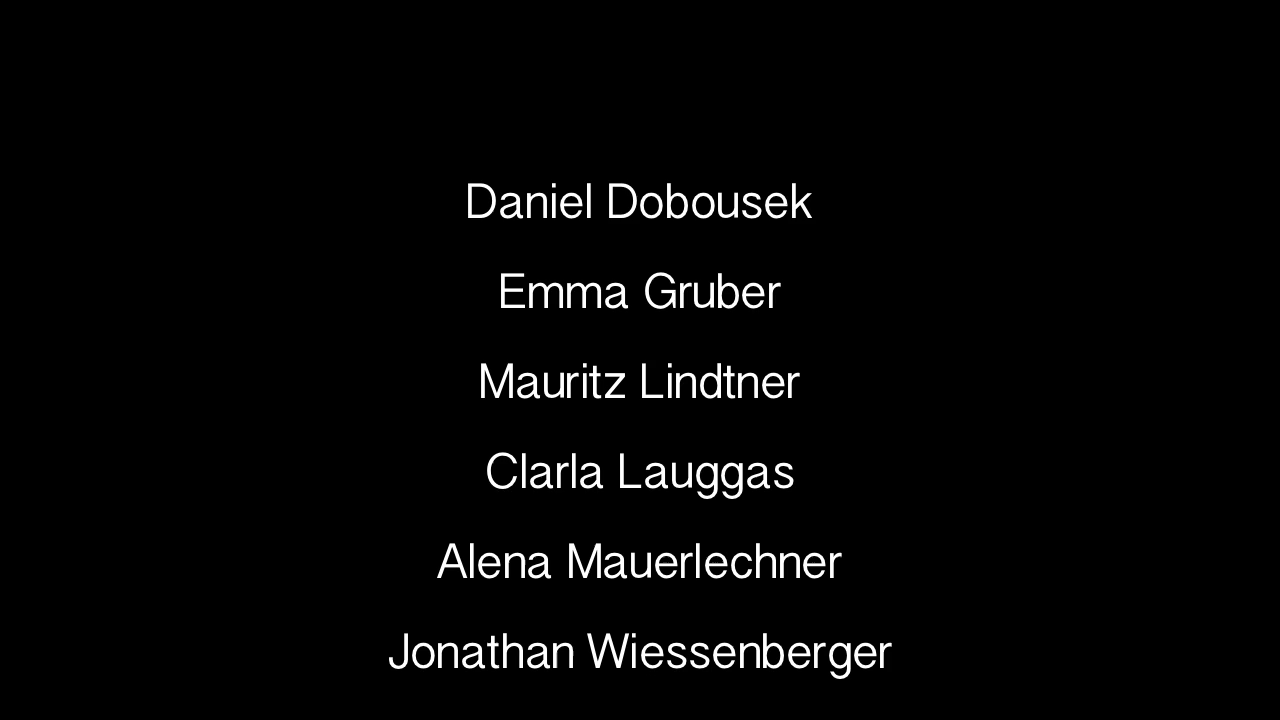 Daniel Dobousek
Emma Gruber
Mauritz Lindtner
Clarla Lauggas
Alena Mauerlechner
Jonathan Wiessenberger